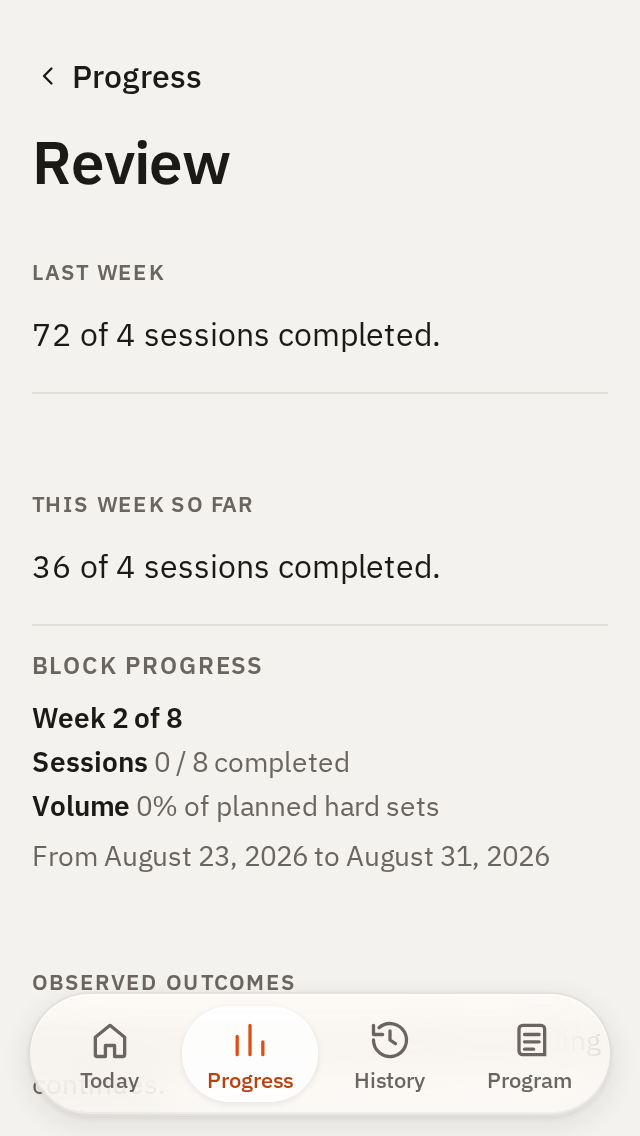 Progress
Review
LAST WEEK
72 of 4 sessions completed.
THIS WEEK SO FAR
36 of 4 sessions completed.
BLOCK PROGRESS
Week 2 of 8
Sessions 0 / 8 completed
Volume 0% of planned hard sets
From August 23, 2026 to August 31, 2026
OBSERVED OUTCOMES
continues.
Today
Progress
History
Program